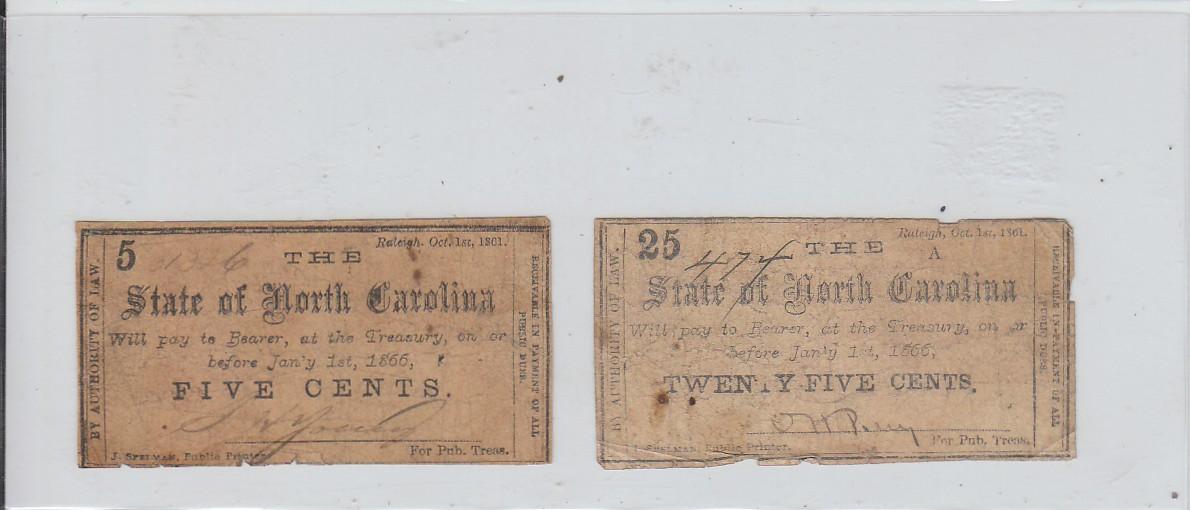 5
Raleigh, Oct. 1st, 1861.
THE
State of North Carolina
Will pay to Bearer, at the Treasury, on or
before Jan'y 1st, 1866,
FIVE CENTS.
For Pub. Treas.
J. SPELMAN, Public Printer.
BY AUTHORITY OF LAW.
RECEIVABLE IN PAYMENT OF ALL
PUBLIC DUES.
25
474
Raleigh, Oct. 1st, 1861.
THE
A
State of North Carolina
Will pay to Bearer, at the Treasury, on or
before Jan'y 1st, 1866,
TWENTY-FIVE CENTS.
For Pub. Treas.
J. SPELMAN, Public Printer.
BY AUTHORITY OF LAW.
RECEIVABLE IN PAYMENT OF ALL
PUBLIC DUES.